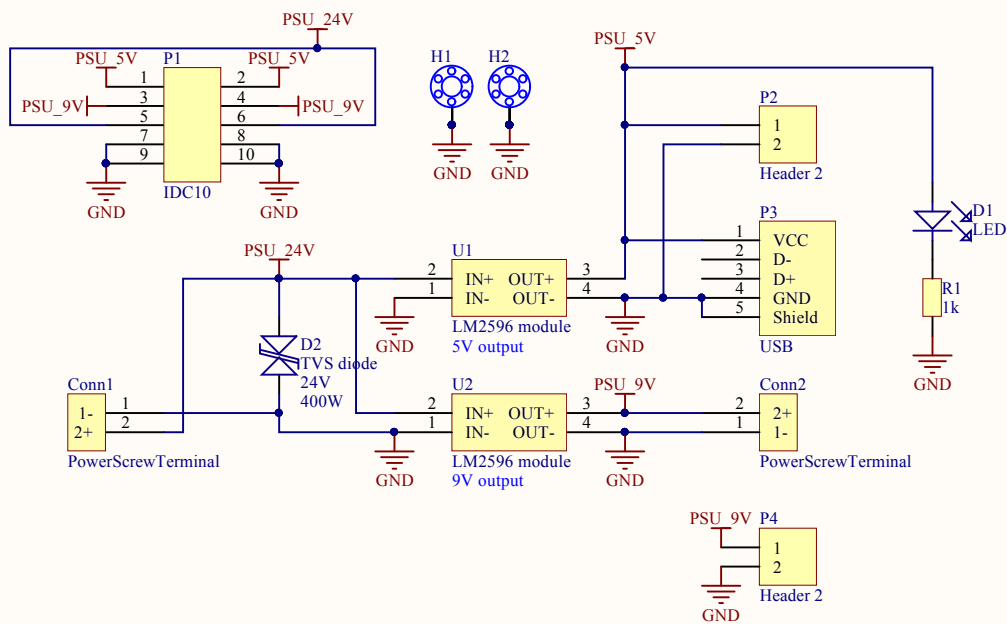 PSU_24V
PSU_5V P1 PSU_5V
1 2
PSU_9V 3 4 PSU_9V
5 6
7 8
9 10
IDC10
GND GND
H1 H2
GND GND
PSU_5V
P2
1
2
Header 2
P3
1 VCC
2 D-
3 D+
4 GND
5 Shield
USB
D1
LED
R1
1k
GND
PSU_24V
U1
2 IN+ OUT+ 3
1 IN- OUT- 4
LM2596 module
5V output
GND GND
D2
TVS diode
24V
400W
Conn1
1- 1
2+ 2
PowerScrewTerminal
U2
2 IN+ OUT+ 3
1 IN- OUT- 4
LM2596 module
9V output
GND GND
PSU_9V
Conn2
2 2+
1 1-
PowerScrewTerminal
PSU_9V P4
1
2
Header 2
GND